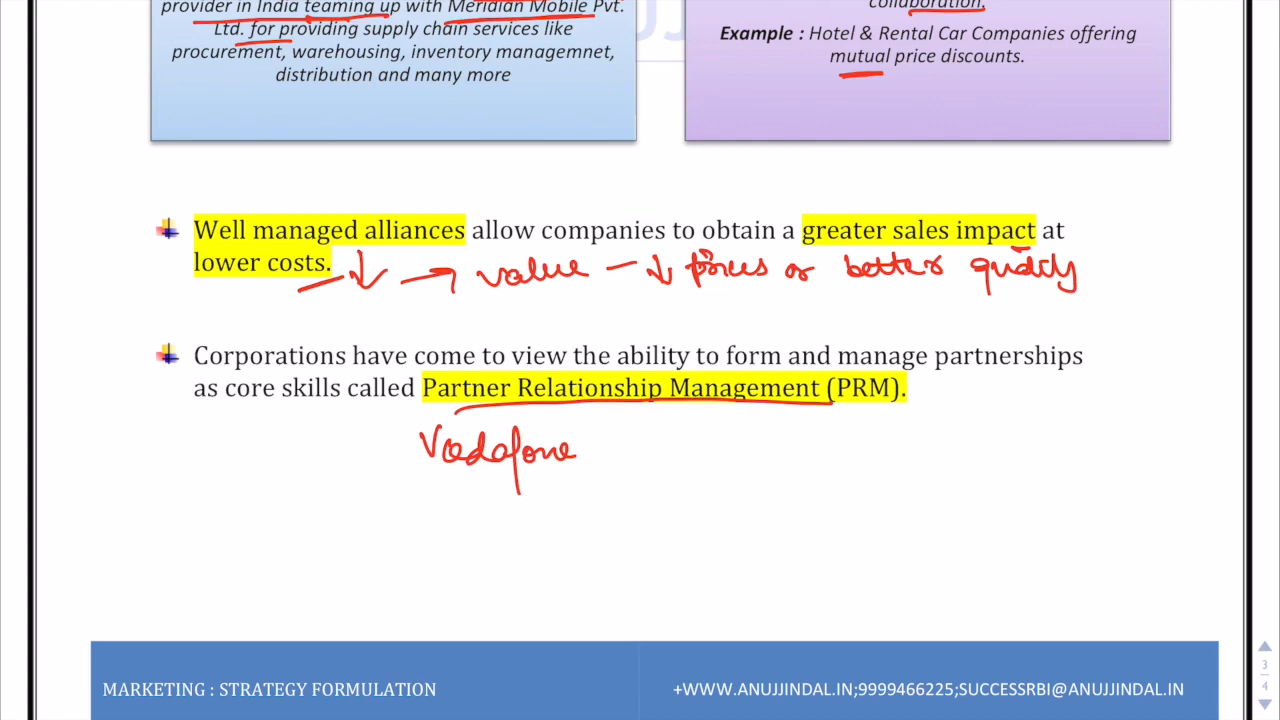 provider in India teaming up with Meridian Mobile Pvt.
Ltd. for providing supply chain services like
procurement, warehousing, inventory managemnet,
distribution and many more
collaboration.
Example : Hotel & Rental Car Companies offering
mutual price discounts.
Well managed alliances allow companies to obtain a greater sales impact at
lower costs.
↓ → value – ↓ prices or better quality
Corporations have come to view the ability to form and manage partnerships
as core skills called Partner Relationship Management (PRM).
Vodafone
MARKETING : STRATEGY FORMULATION
+WWW.ANUJJINDAL.IN;9999466225;SUCCESSRBI@ANUJJINDAL.IN
3
4